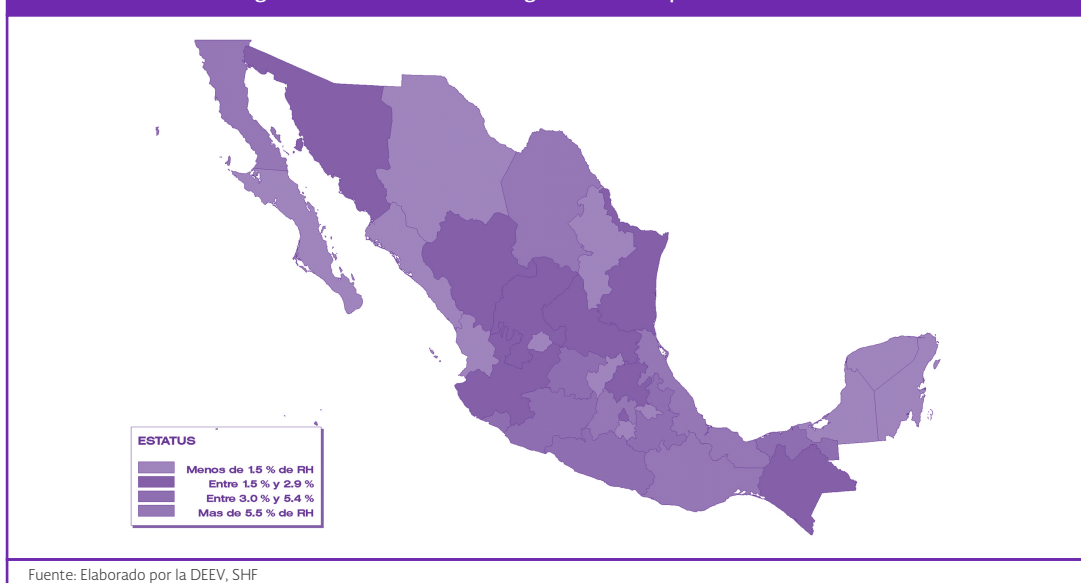 ESTATUS
Menos de 1.5 % de RH
Entre 1.5 % y 2.9 %
Entre 3.0 % y 5.4 %
Mas de 5.5 % de RH
Fuente: Elaborado por la DEEV, SHF